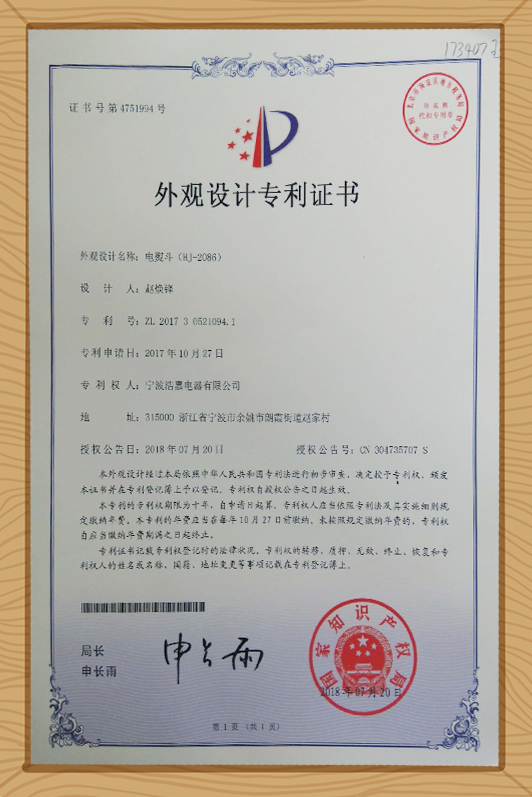 173407
证书号第4751994号
外观设计专利证书
外观设计名称：电熨斗（HJ-2086）
设 计 人：赵焕锋
专 利 号：ZL 2017 3 0521094.1
专利申请日：2017年10月27日
专 利 权 人：宁波浩嘉电器有限公司
地 址：315000 浙江省宁波市余姚市朗霞街道赵家村
授权公告日：2018年07月20日 授权公告号：CN 304735707 S
本外观设计经过本局依照中华人民共和国专利法进行初步审查，决定授予专利权，颁发
本证书并在专利登记簿上予以登记。专利权自授权公告之日起生效。
本专利的专利权期限为十年，自申请日起算。专利权人应当依照专利法及其实施细则规
定缴纳年费。本专利的年费应当在每年10月27日前缴纳。未按照规定缴纳年费的，专利权
自应当缴纳年费期满之日起终止。
专利证书记载专利权登记时的法律状况。专利权的转移、质押、无效、终止、恢复和专
利权人的姓名或名称、国籍、地址变更等事项记载在专利登记簿上。
局长
申长雨
申长雨
国家知识产权局
2018年07月20日
第 1 页 （共 1 页）